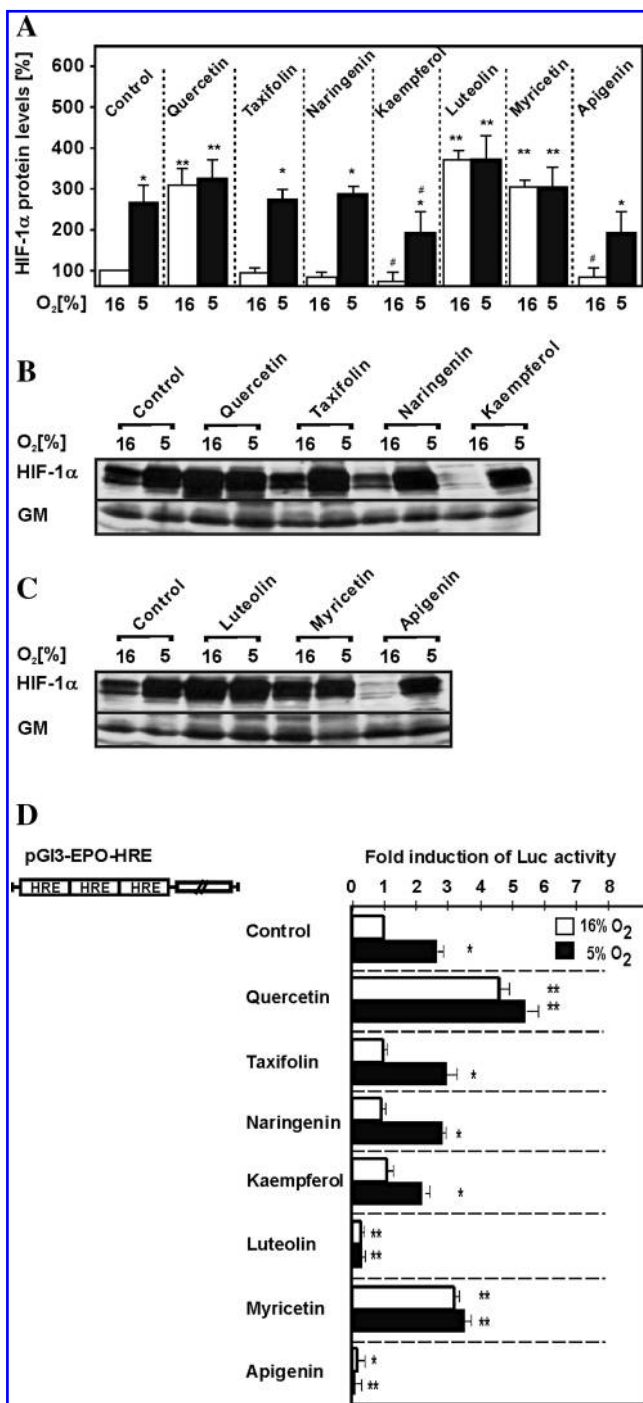 A
HIF-1α protein levels [%]
600
500
400
300
200
100
Control
Quercetin
Taxifolin
Naringenin
Kaempferol
Luteolin
Myricetin
Apigenin
* ** ** * * # # * ** ** ** ** # *
O₂[%] 16 5 16 5 16 5 16 5 16 5 16 5 16 5 16 5
B
Control Quercetin Taxifolin Naringenin Kaempferol
O₂[%] 16 5 16 5 16 5 16 5 16 5
HIF-1α
GM
C
Control Luteolin Myricetin Apigenin
O₂[%] 16 5 16 5 16 5 16 5
HIF-1α
GM
D
pGl3-EPO-HRE
HRE HRE HRE
Fold induction of Luc activity
0 1 2 3 4 5 6 7 8
16% O₂
5% O₂
Control *
Quercetin ** **
Taxifolin *
Naringenin *
Kaempferol *
Luteolin ** **
Myricetin ** **
Apigenin * **